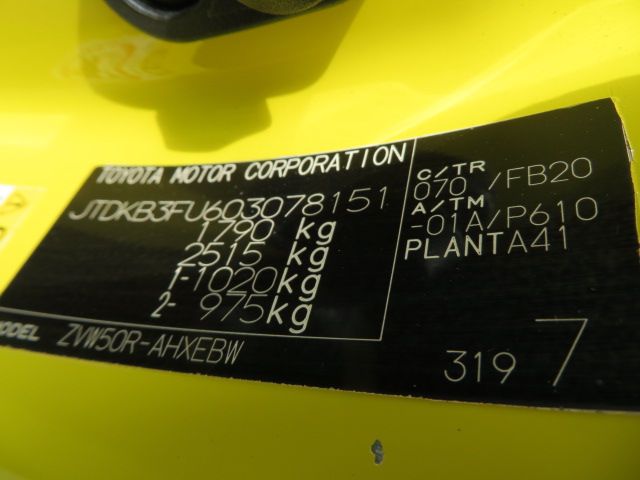 TOYOTA MOTOR CORPORATION
JTDKB3FU603078151
1790 kg
2515 kg
1-1020kg
2- 975kg
MODEL ZVW50R-AHXEBW
C/TR
070 /FB20
A/TM
-01A/P610
PLANTA41
319 7